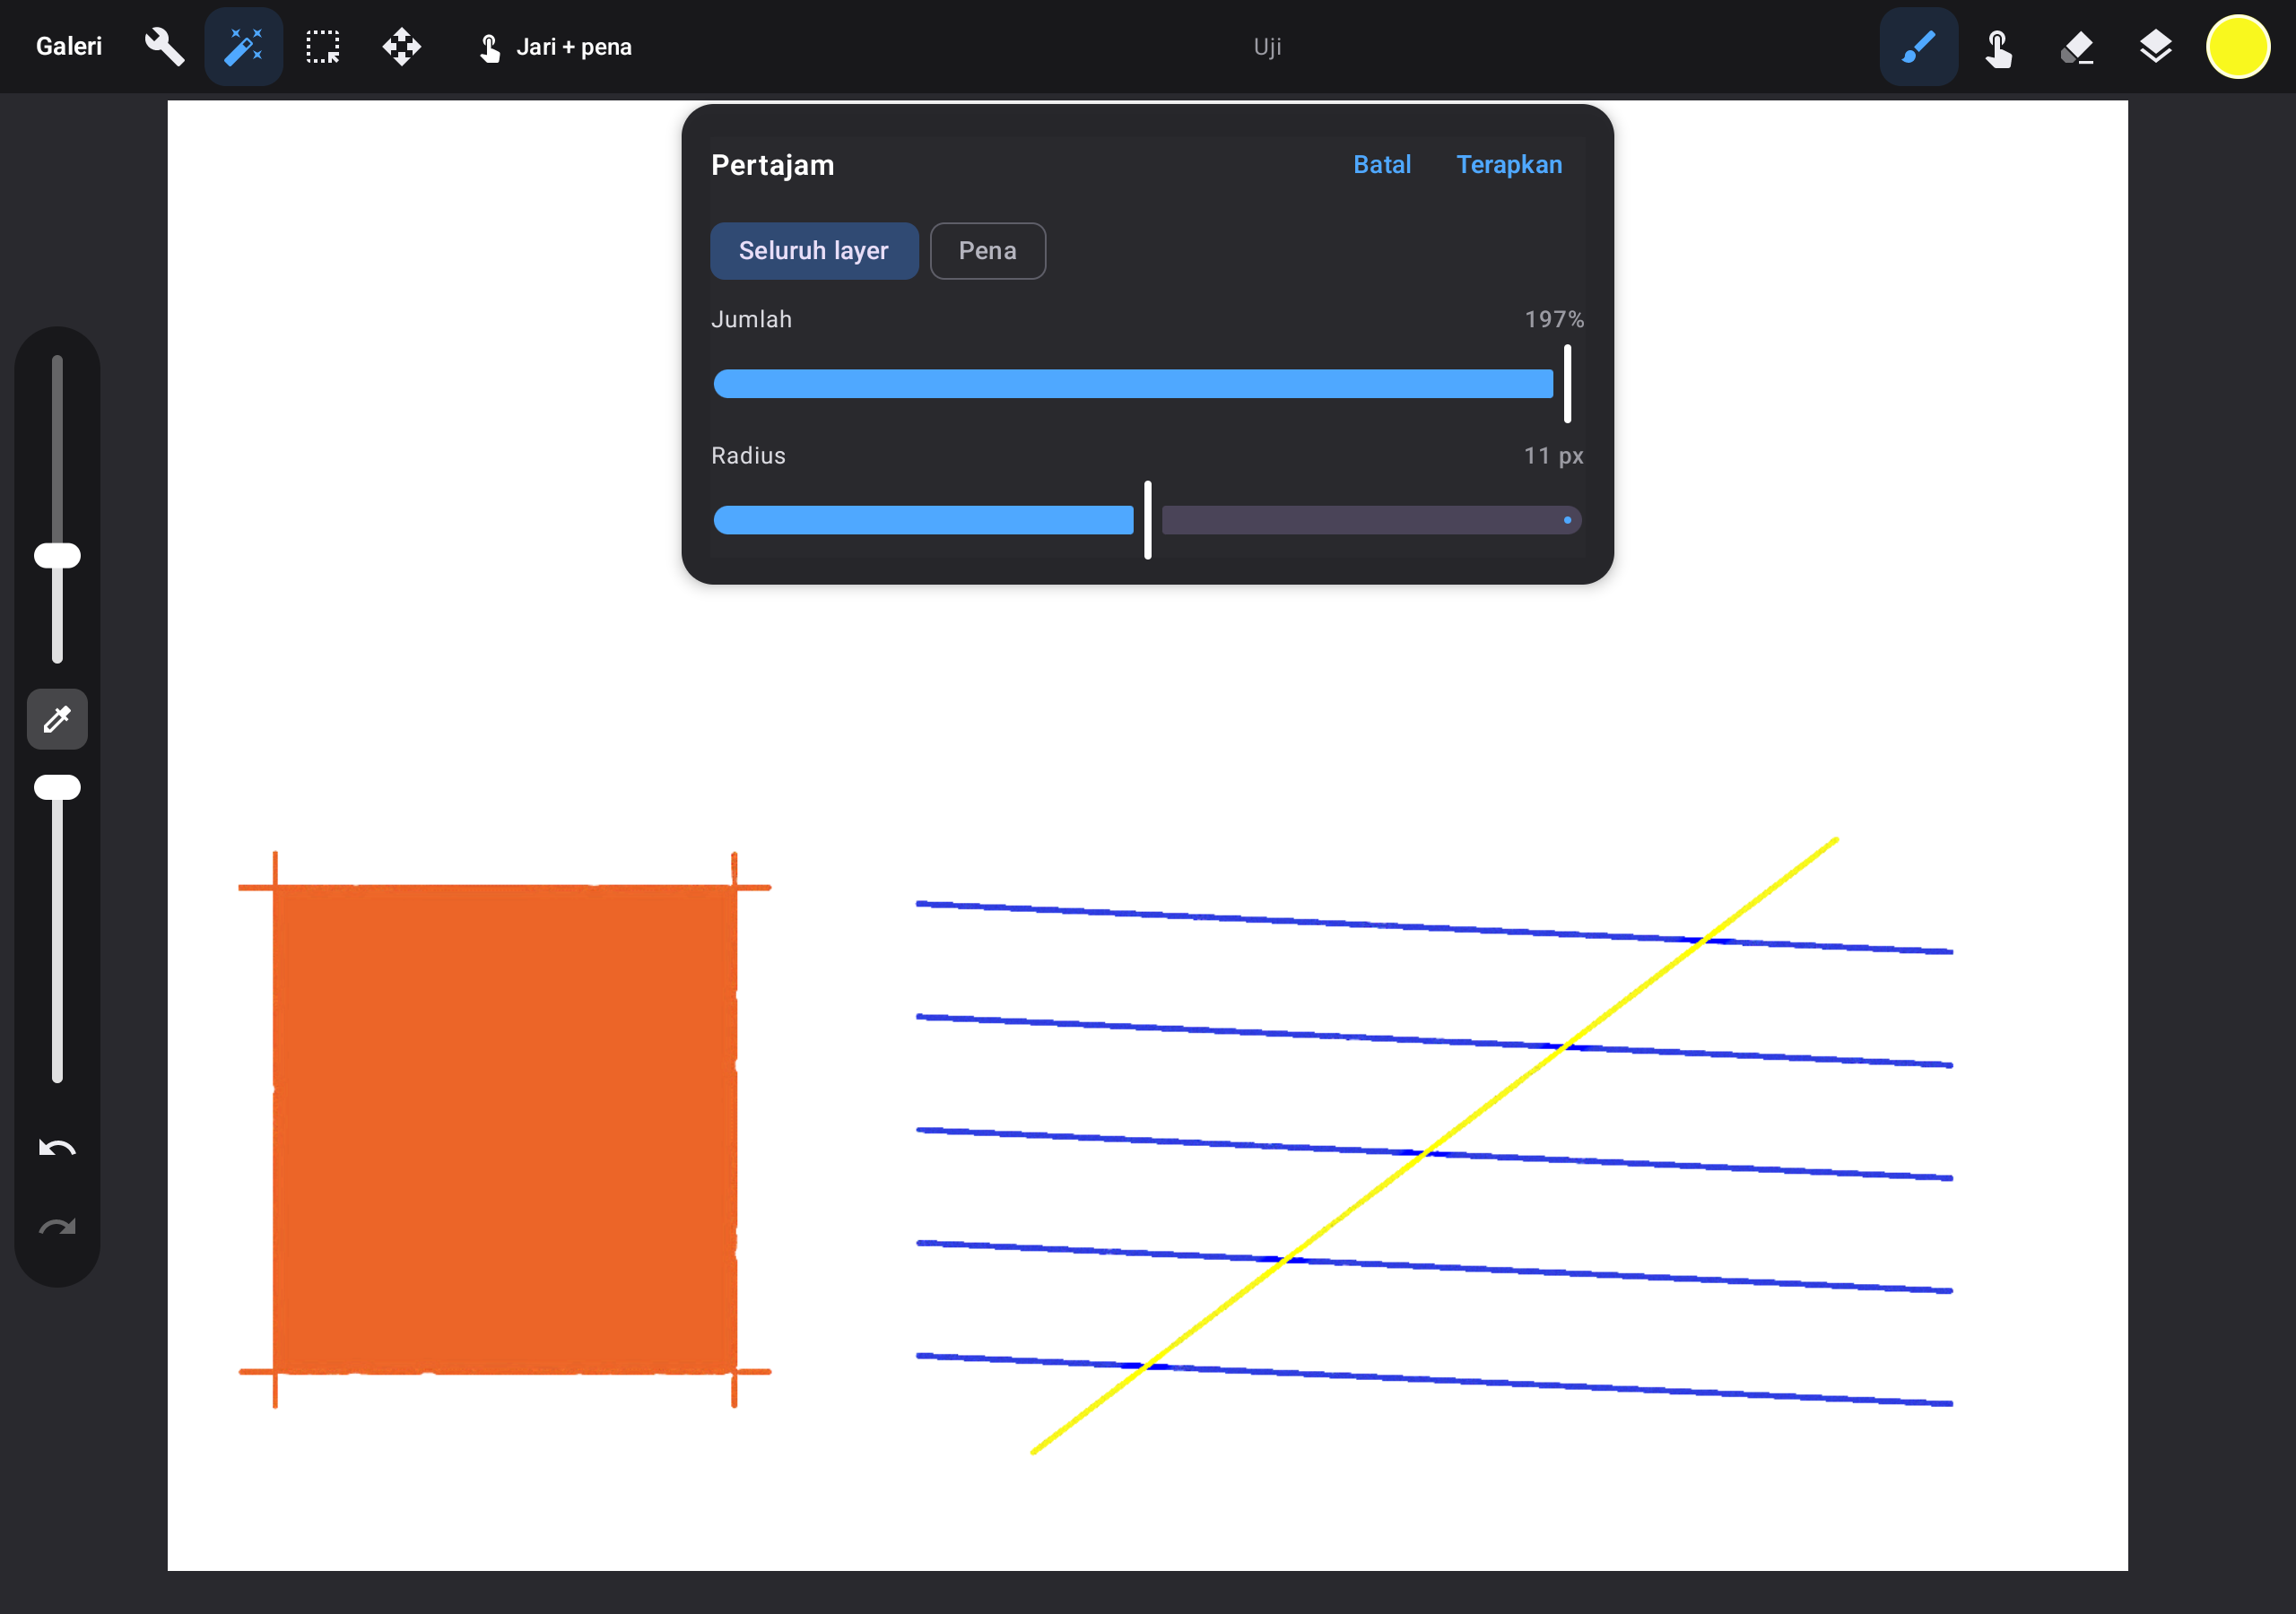 Galeri Jari + pena Uji
Pertajam Batal Terapkan
Seluruh layer Pena
Jumlah 197%
Radius 11 px